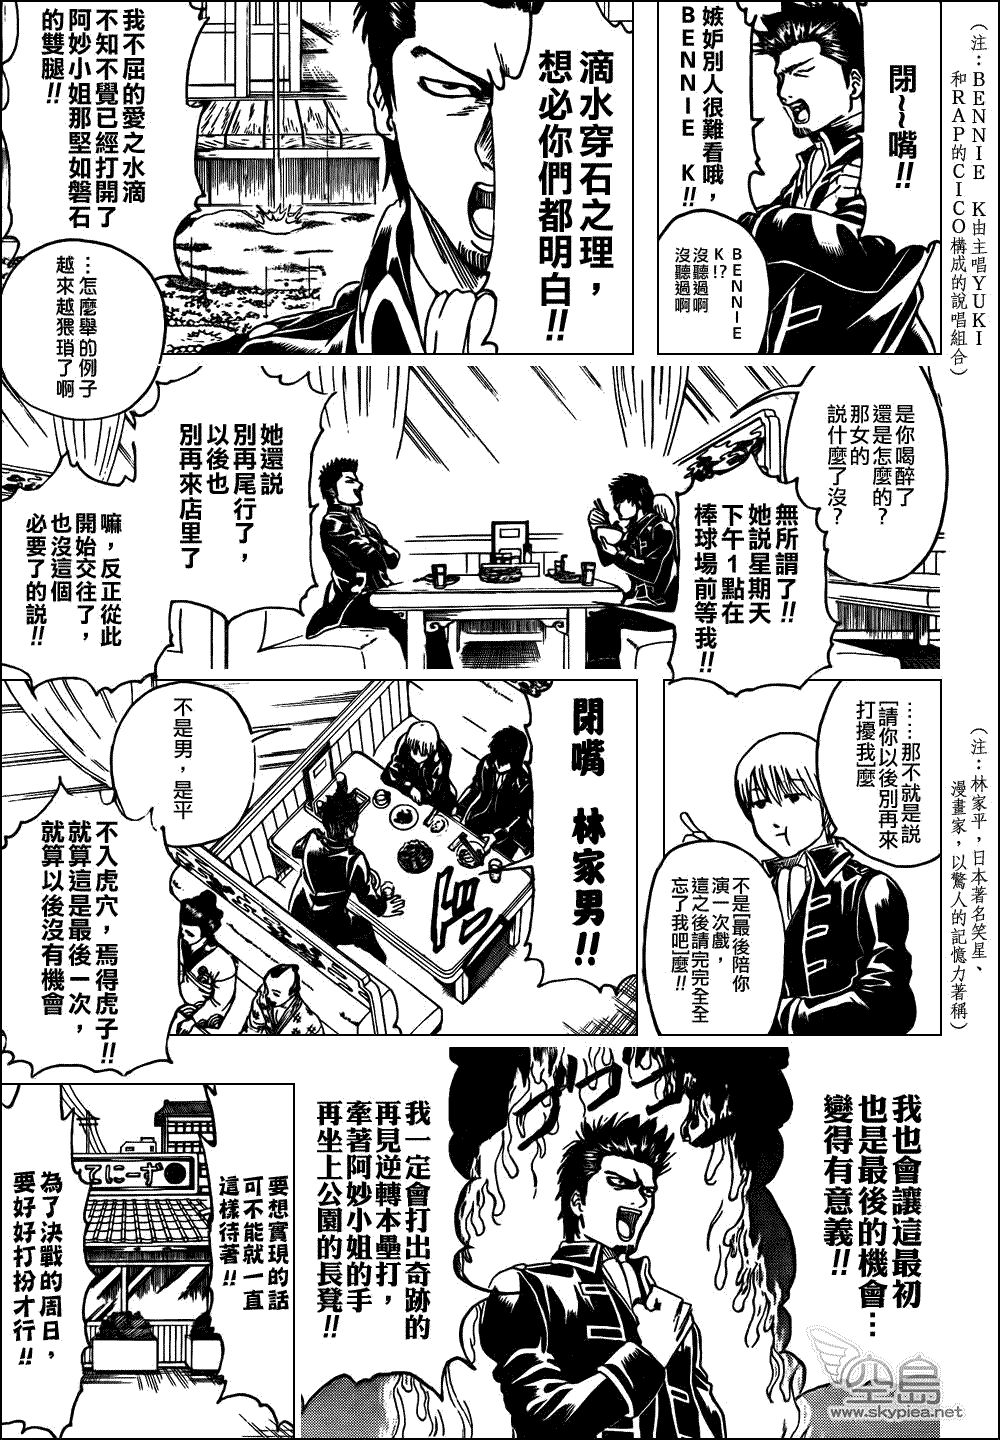 （注：BENNIE　K由主唱YUKI
和RAP的CICO構成的說唱組合）
閉~嘴!!
嫉妒別人很難看哦，
BENNIE　K!!
BENNIE
K!?
沒聽過啊
沒聽過啊
滴水穿石之理，
想必你們都明白!!
我不屈的愛之水滴
不知不覺已經打開了
阿妙小姐那堅如磐石
的雙腿!!
…怎麼舉的例子
越來越猥瑣了啊
是你喝醉了
還是怎麼的?
那女的
説什麼了沒?
無所謂了!!
她説星期天
下午1點在
棒球場前等我!!
她還説
別再尾行了，
以後也
別再來店里了
嘛，反正從此
開始交往了，
也沒這個
必要了的説!!
（注：林家平，日本著名笑星、
漫畫家，以驚人的記憶力著稱）
……那不就是説
[請你以後別再來
打擾我]麼
不是[最後陪你
演一次戲，
這之後請完完全全
忘了我吧]麼!!
閉嘴　林家男!!
ドン
不是男，是平
不入虎穴，焉得虎子!!
就算這是最後一次，
就算以後沒有機會
我也會讓這最初
也是最後的機會…
變得有意義!!
ゴゴゴ
我一定會打出奇跡的
再見逆轉本壘打，
牽著阿妙小姐的手
再坐上公園的長凳!!
要想實現的話
可不能就一直
這樣待著!!
てにーず
為了決戰的周日，
要好好打扮才行!!
空島
www.skypiea.net